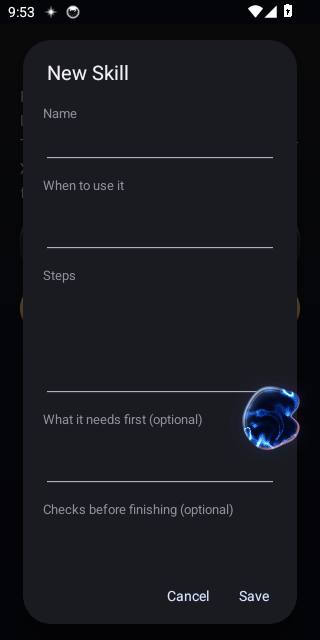 9:53
New Skill
Name
When to use it
Steps
What it needs first (optional)
Checks before finishing (optional)
Cancel
Save